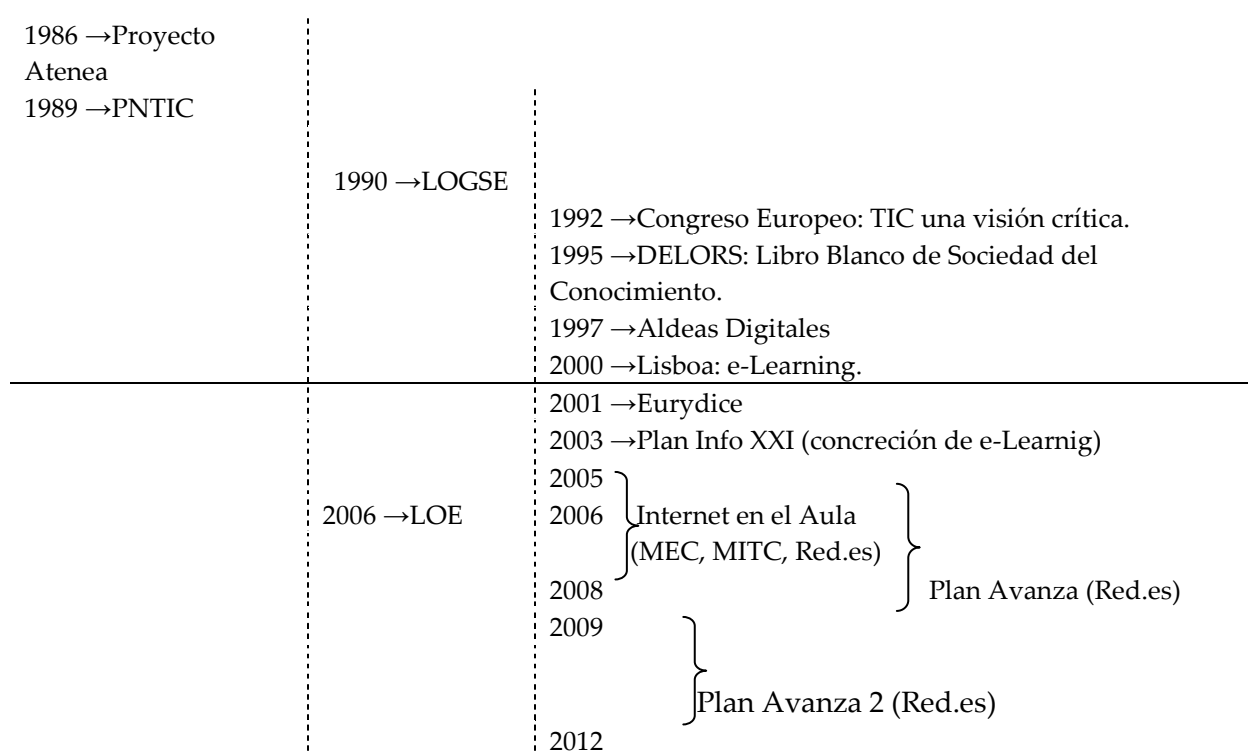 1986 →Proyecto
Atenea
1989 →PNTIC
1990 →LOGSE
1992 →Congreso Europeo: TIC una visión crítica.
1995 →DELORS: Libro Blanco de Sociedad del
Conocimiento.
1997 →Aldeas Digitales
2000 →Lisboa: e-Learning.
2001 →Eurydice
2003 →Plan Info XXI (concreción de e-Learnig)
2005
2006 →LOE
2006 Internet en el Aula
(MEC, MITC, Red.es)
2008
Plan Avanza (Red.es)
2009
Plan Avanza 2 (Red.es)
2012